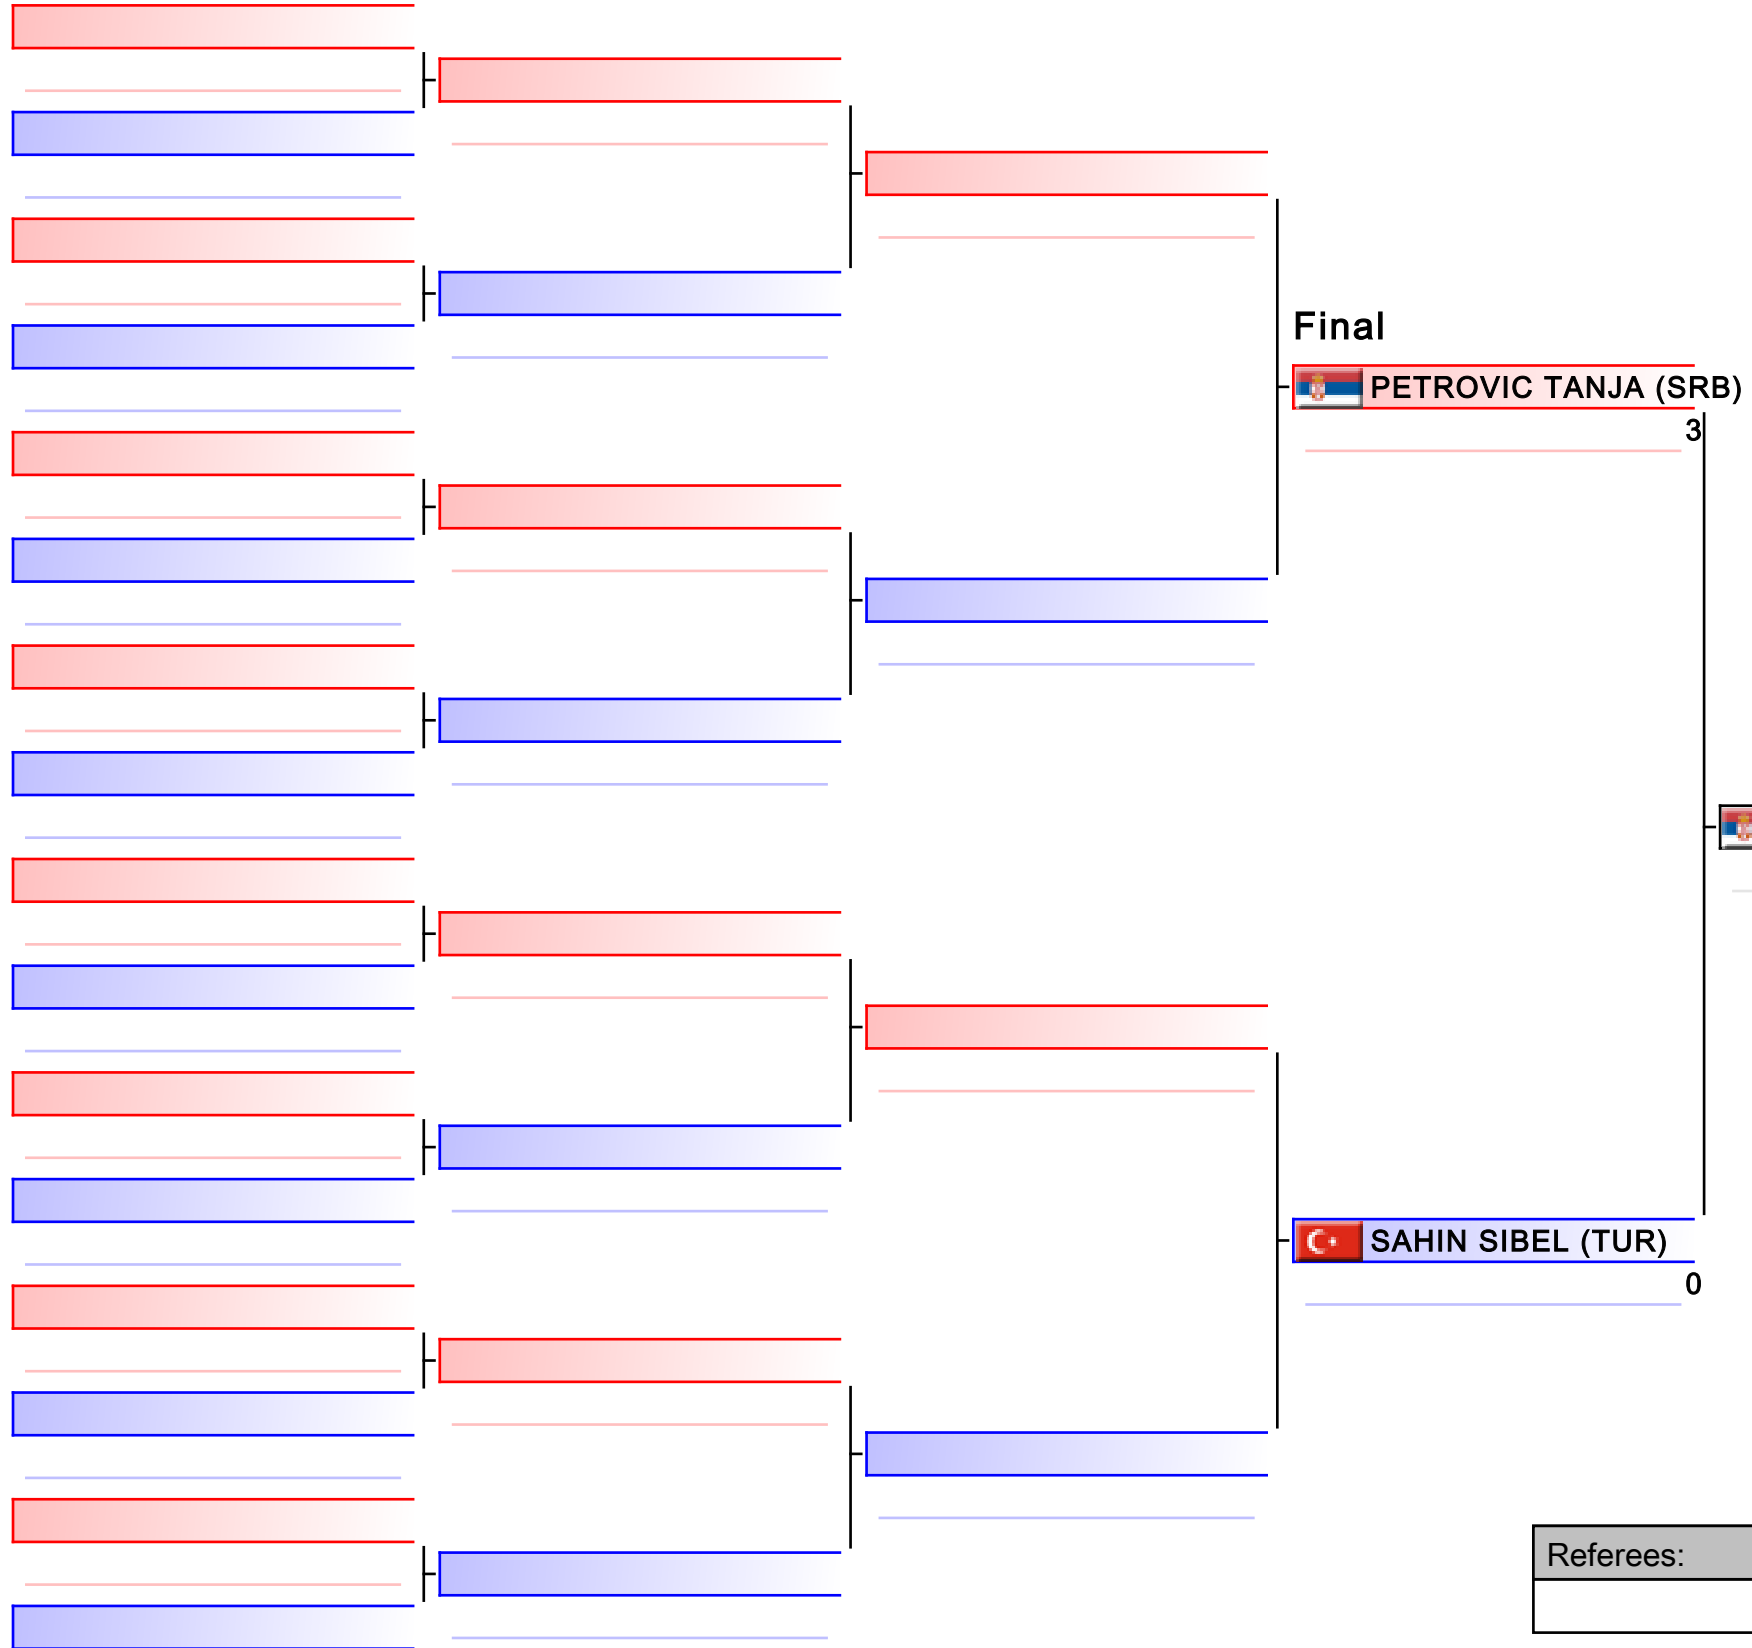 Final
PETROVIC TANJA (SRB)
3
SAHIN SIBEL (TUR)
0
Referees: